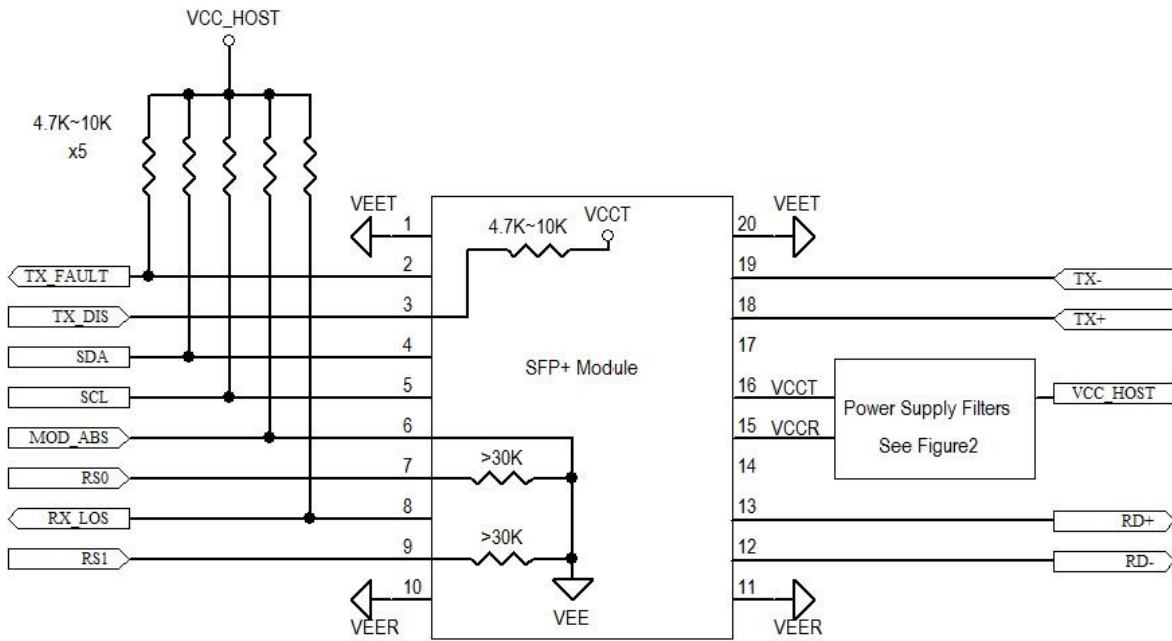 VCC_HOST
4.7K~10K
x5
VEET
1
4.7K~10K
VCCT
20
VEET
TX_FAULT
2
19
TX-
TX_DIS
3
18
TX+
SDA
4
17
SFP+ Module
SCL
5
16
VCCT
Power Supply Filters
See Figure2
VCC_HOST
MOD_ABS
6
15
VCCR
RS0
7
>30K
14
RX_LOS
8
13
RD+
RS1
9
>30K
12
RD-
10
VEER
VEE
11
VEER